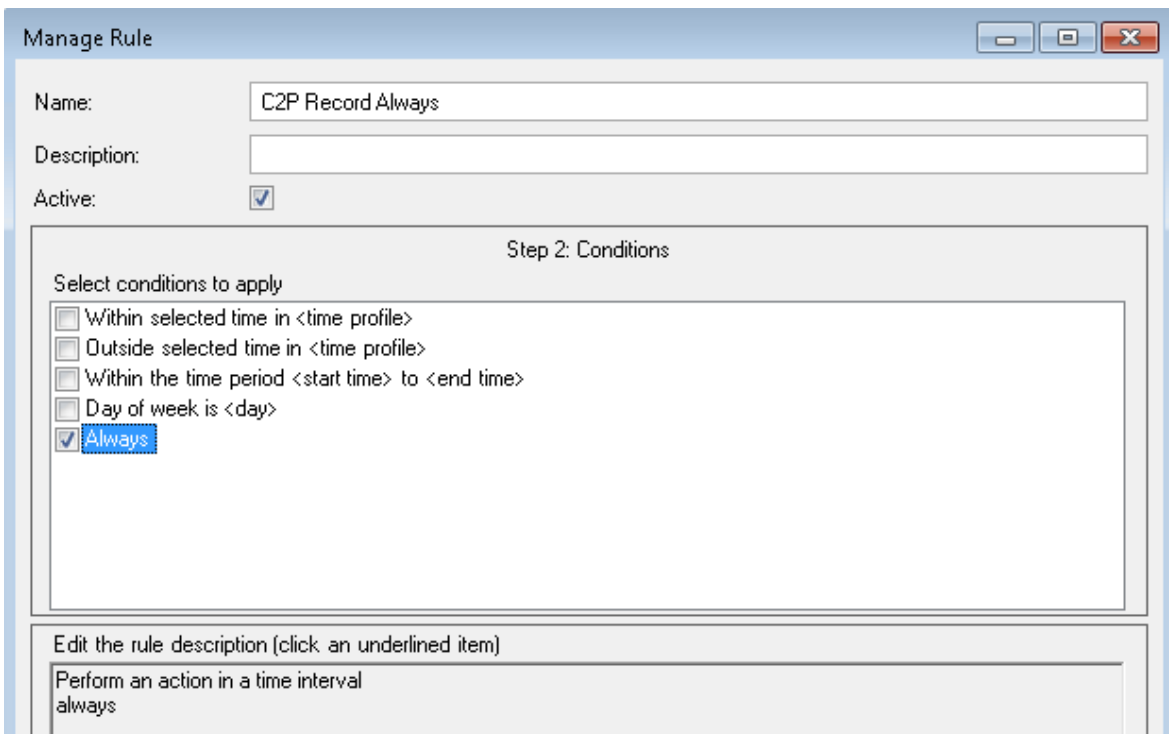 Manage Rule
Name: C2P Record Always
Description:
Active:
Step 2: Conditions
Select conditions to apply
Within selected time in <time profile>
Outside selected time in <time profile>
Within the time period <start time> to <end time>
Day of week is <day>
Always
Edit the rule description (click an underlined item)
Perform an action in a time interval
always